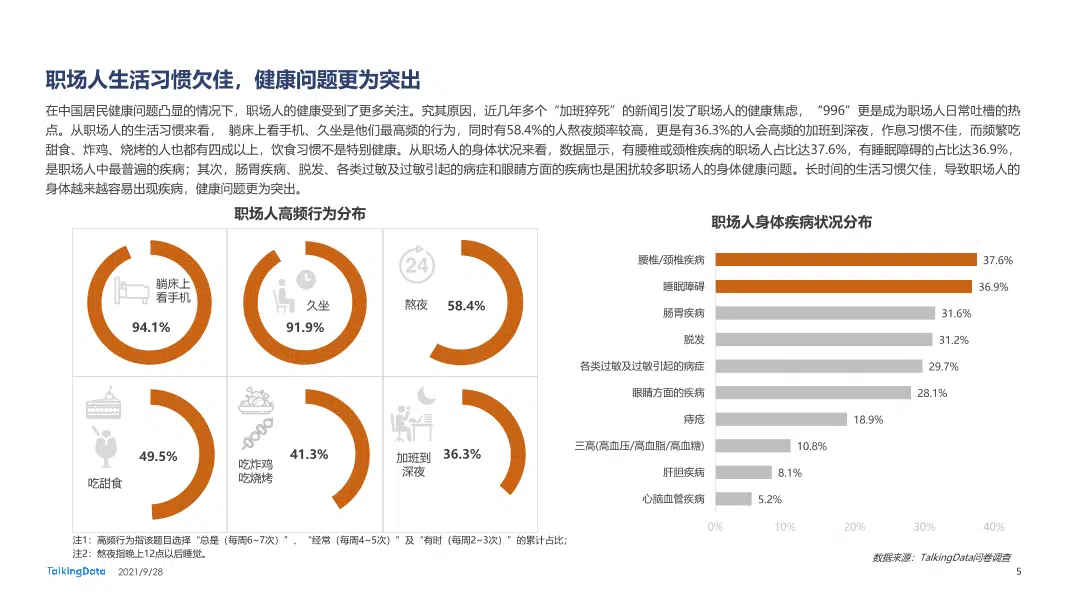 职场人生活习惯欠佳，健康问题更为突出
在中国居民健康问题凸显的情况下，职场人的健康受到了更多关注。究其原因，近几年多个“加班猝死”的新闻引发了职场人的健康焦虑，“996”更是成为职场人日常吐槽的热
点。从职场人的生活习惯来看， 躺床上看手机、久坐是他们最高频的行为，同时有58.4%的人熬夜频率较高，更是有36.3%的人会高频的加班到深夜，作息习惯不佳，而频繁吃
甜食、炸鸡、烧烤的人也都有四成以上，饮食习惯不是特别健康。从职场人的身体状况来看，数据显示，有腰椎或颈椎疾病的职场人占比达37.6%，有睡眠障碍的占比达36.9%，
是职场人中最普遍的疾病；其次，肠胃疾病、脱发、各类过敏及过敏引起的病症和眼睛方面的疾病也是困扰较多职场人的身体健康问题。长时间的生活习惯欠佳，导致职场人的
身体越来越容易出现疾病，健康问题更为突出。
职场人高频行为分布
躺床上
看手机
94.1%
久坐
91.9%
24
熬夜
58.4%
吃甜食
49.5%
吃炸鸡
吃烧烤
41.3%
加班到
深夜
36.3%
注1：高频行为指该题目选择“总是（每周6~7次）”、“经常（每周4~5次）”及“有时（每周2~3次）”的累计占比；
注2：熬夜指晚上12点以后睡觉。
职场人身体疾病状况分布
腰椎/颈椎疾病 37.6%
睡眠障碍 36.9%
肠胃疾病 31.6%
脱发 31.2%
各类过敏及过敏引起的病症 29.7%
眼睛方面的疾病 28.1%
痔疮 18.9%
三高(高血压/高血脂/高血糖) 10.8%
肝胆疾病 8.1%
心脑血管疾病 5.2%
0% 10% 20% 30% 40%
数据来源：TalkingData问卷调查
TalkingData 2021/9/28
5